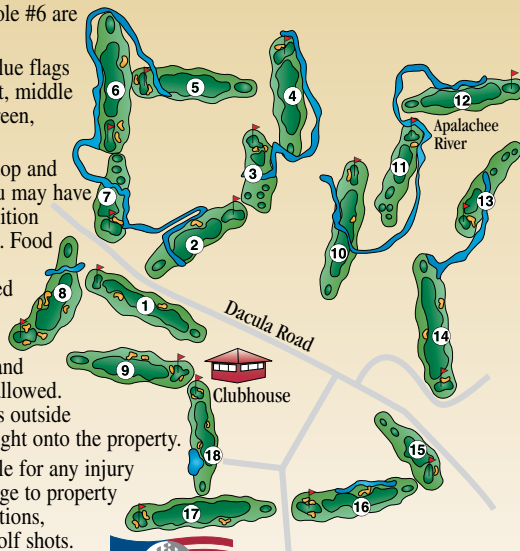 ole #6 are
lue flags
t, middle
reen,
op and
u may have
ition
. Food
ed
and
llowed.
s outside
ght onto the property.
le for any injury
ge to property
tions,
olf shots.
6
5
4
12
Apalachee
River
3
11
7
13
2
10
8
1
Dacula Road
14
9
Clubhouse
18
15
16
17